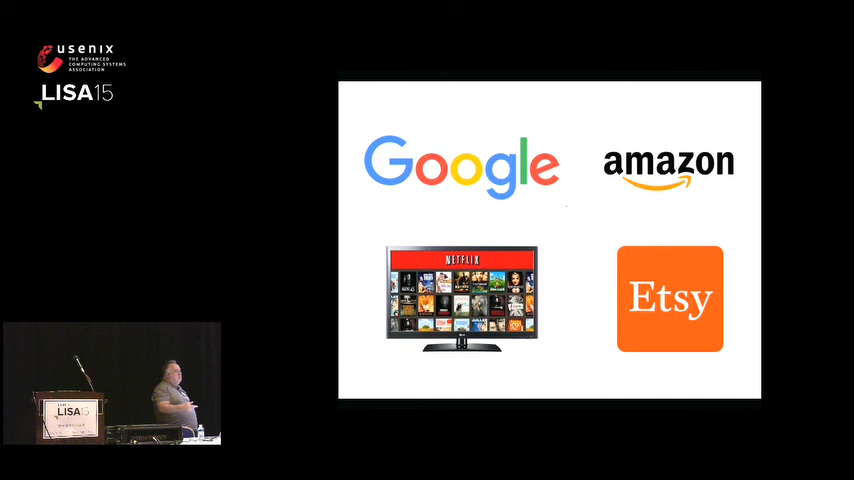 usenix
THE ADVANCED
COMPUTING SYSTEMS
ASSOCIATION
LISA15
Google
amazon
NETFLIX
Etsy
LISA15